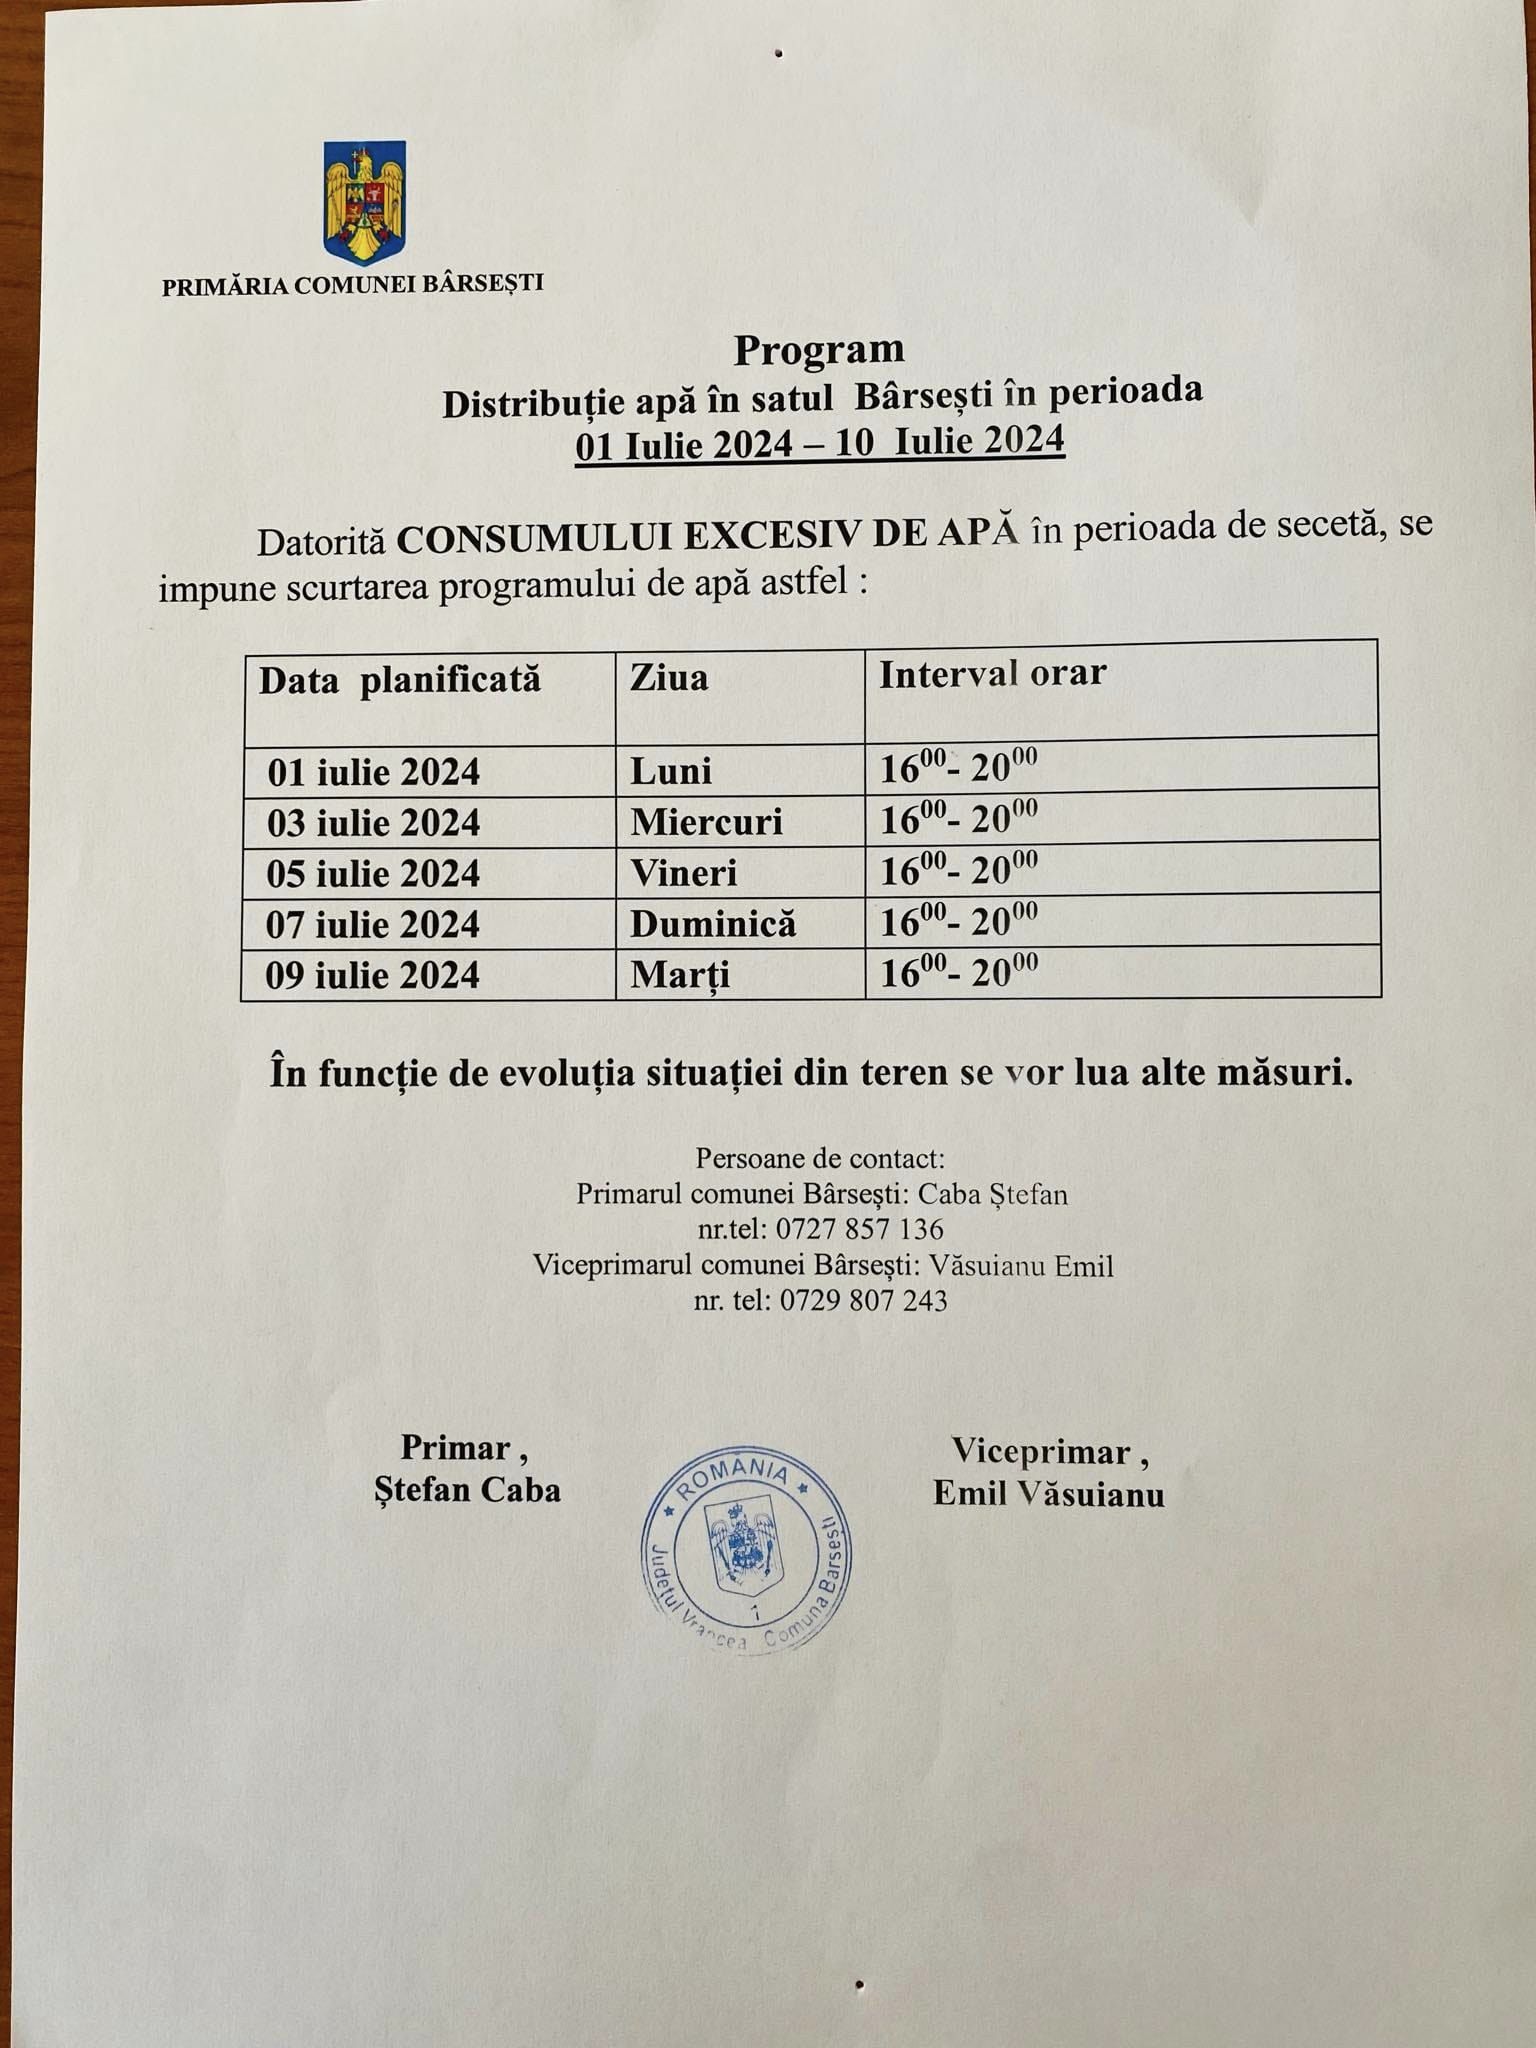 PRIMĂRIA COMUNEI BÂRSEȘTI
Program
Distribuție apă în satul Bârsești în perioada
01 Iulie 2024 – 10 Iulie 2024
Datorită CONSUMULUI EXCESIV DE APĂ în perioada de secetă, se
impune scurtarea programului de apă astfel :
Data planificată Ziua Interval orar
01 iulie 2024 Luni 16⁰⁰- 20⁰⁰
03 iulie 2024 Miercuri 16⁰⁰- 20⁰⁰
05 iulie 2024 Vineri 16⁰⁰- 20⁰⁰
07 iulie 2024 Duminică 16⁰⁰- 20⁰⁰
09 iulie 2024 Marți 16⁰⁰- 20⁰⁰
În funcție de evoluția situației din teren se vor lua alte măsuri.
Persoane de contact:
Primarul comunei Bârsești: Caba Ștefan
nr.tel: 0727 857 136
Viceprimarul comunei Bârsești: Văsuianu Emil
nr. tel: 0729 807 243
Primar ,
Ștefan Caba
Viceprimar ,
Emil Văsuianu
ROMÂNIA
Județul Vrancea Comuna Barsesti
1